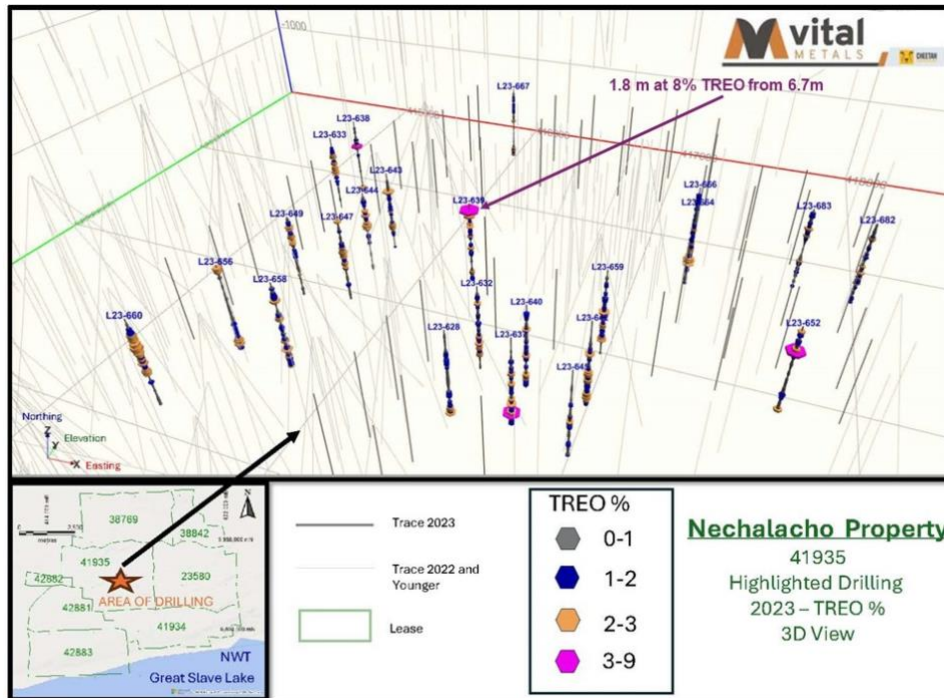 -1000
vital
METALS
CHEETAH
1.8 m at 8% TREO from 6.7m
L23-667
L23-638
L23-633
L23-643
L23-644
L23-639
L23-666
L23-664
L23-683
L23-682
L23-649
L23-647
L23-656
L23-658
L23-659
L23-632
L23-640
L23-660
L23-628
L23-637
L23-652
Northing
Z
Elevation
Y
X
Easting
38769
38842
41935
23580
42882
AREA OF DRILLING
42881
41934
42883
NWT
Great Slave Lake
Trace 2023
Trace 2022 and
Younger
Lease
TREO %
0-1
1-2
2-3
3-9
Nechalacho Property
41935
Highlighted Drilling
2023 – TREO %
3D View